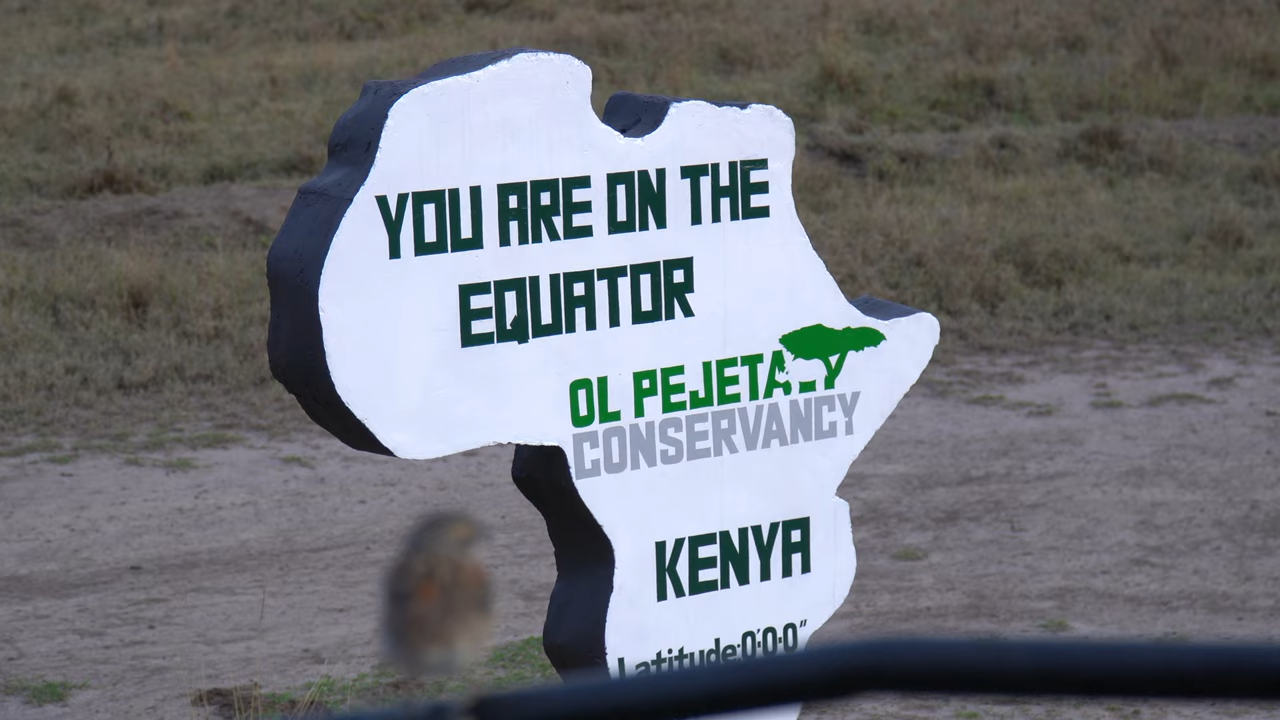 YOU ARE ON THE
EQUATOR
OL PEJETA
CONSERVANCY
KENYA
Latitude:0'0'0"